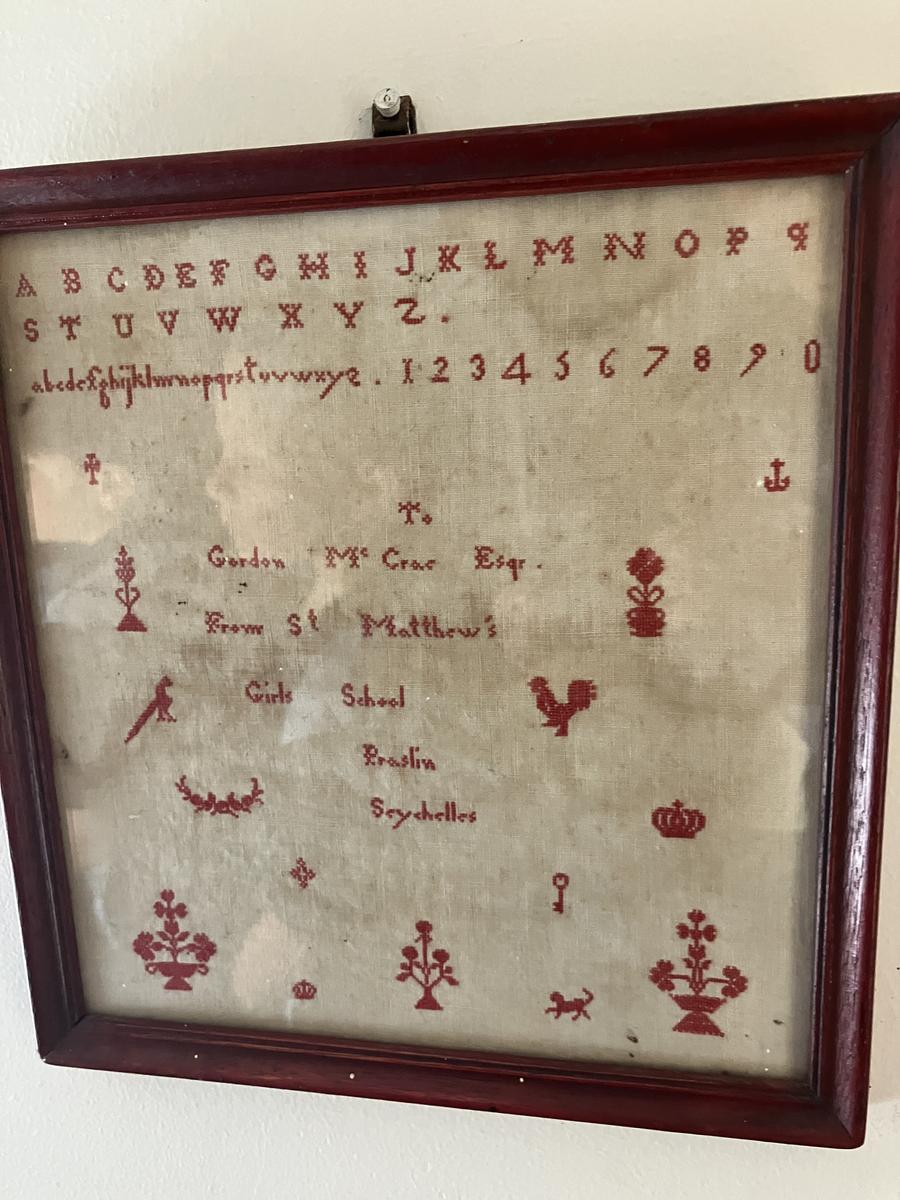 A B C D E F G H I J K L M N O P q
S T U V W X Y Z .
abcdefghijklmnopqrstuvwxyz . 1 2 3 4 5 6 7 8 9 0
To
Gordon Mc Crae Esqr .
From St Matthew's
Girls School
Praslin
Seychelles